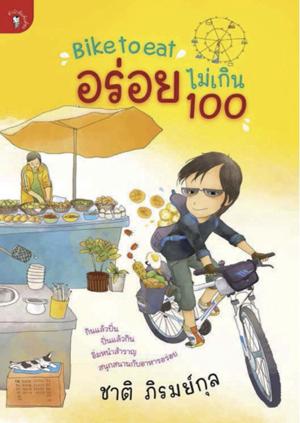 Bike to eat
อร่อย
ไม่เกิน
100
กินแล้วปั่น
ปั่นแล้วกิน
อิ่มหน้าสำราญ
สนุกสนานกับอาหารอร่อย
ชาติ ภิรมย์กุล